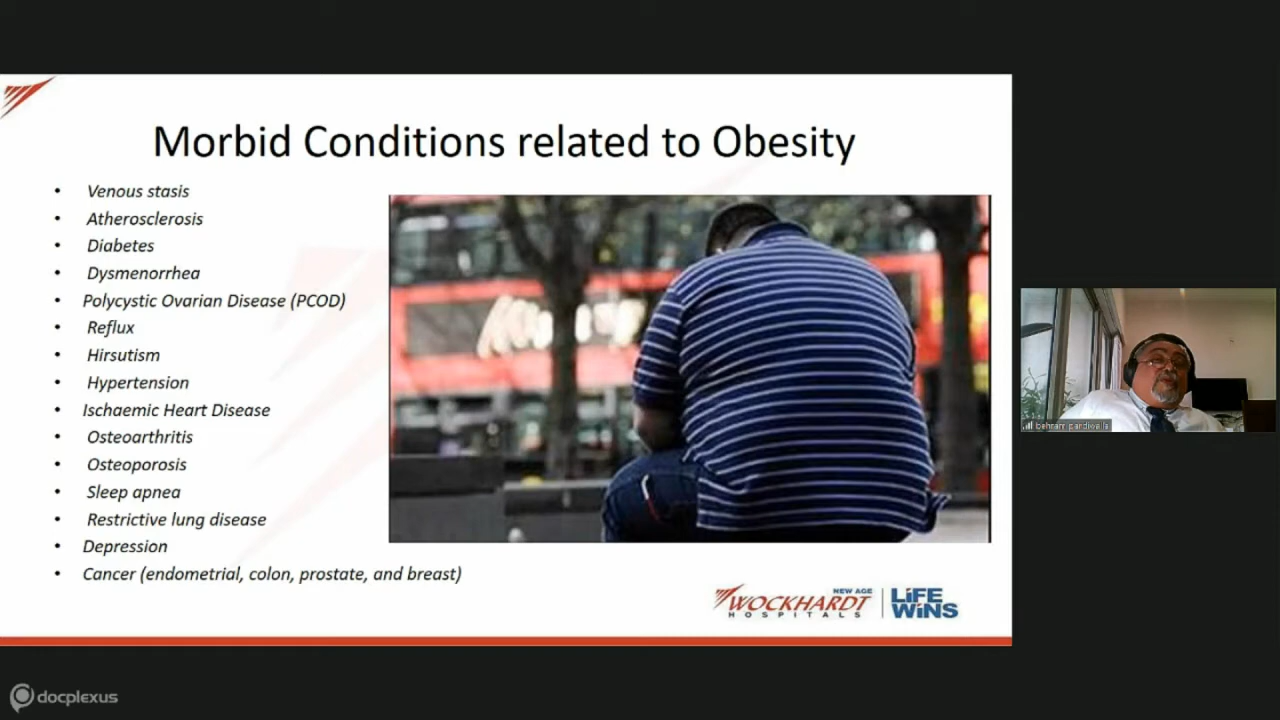 Morbid Conditions related to Obesity
• Venous stasis
• Atherosclerosis
• Diabetes
• Dysmenorrhea
• Polycystic Ovarian Disease (PCOD)
• Reflux
• Hirsutism
• Hypertension
• Ischaemic Heart Disease
• Osteoarthritis
• Osteoporosis
• Sleep apnea
• Restrictive lung disease
• Depression
• Cancer (endometrial, colon, prostate, and breast)
behram pardiwalla
NEW AGE
WOCKHARDT
HOSPITALS
LiFE
WiNS
docplexus